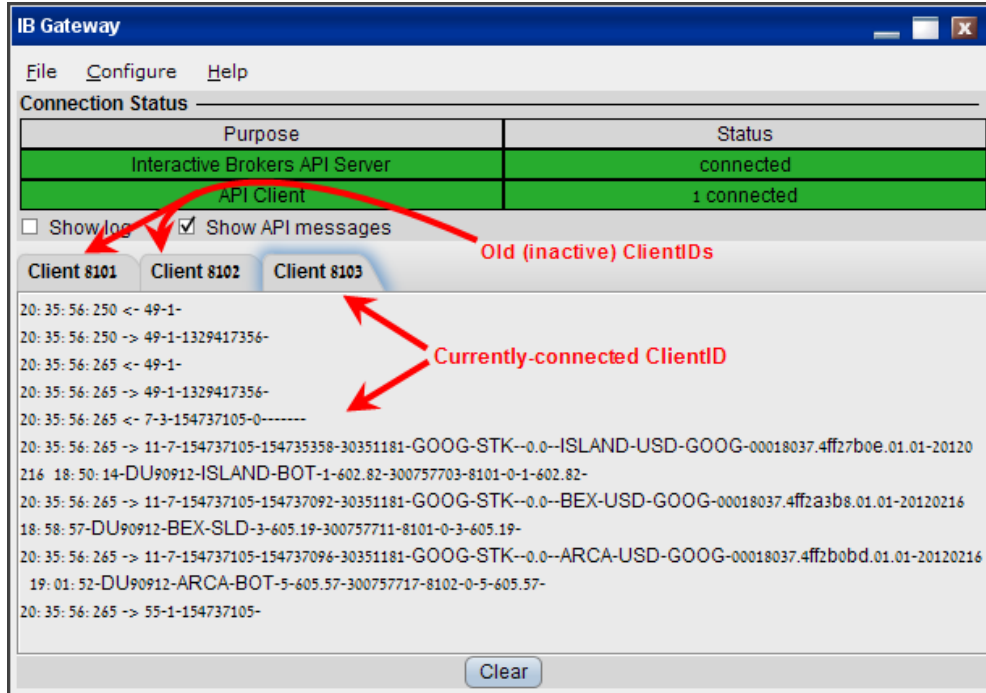 IB Gateway
File Configure Help
Connection Status
Purpose Status
Interactive Brokers API Server connected
API Client 1 connected
Show log Show API messages
Old (inactive) ClientIDs
Client 8101 Client 8102 Client 8103
20:35:56:250 <- 49-1-
20:35:56:250 -> 49-1-1329417356-
Currently-connected ClientID
20:35:56:265 <- 49-1-
20:35:56:265 -> 49-1-1329417356-
20:35:56:265 <- 7-3-154737105-0-------
20:35:56:265 -> 11-7-154737105-154735358-30351181-GOOG-STK--0.0--ISLAND-USD-GOOG-00018037.4ff27b0e.01.01-20120
216 18:50:14-DU90912-ISLAND-BOT-1-602.82-300757703-8101-0-1-602.82-
20:35:56:265 -> 11-7-154737105-154737092-30351181-GOOG-STK--0.0--BEX-USD-GOOG-00018037.4ff2a3b8.01.01-20120216
18:58:57-DU90912-BEX-SLD-3-605.19-300757711-8101-0-3-605.19-
20:35:56:265 -> 11-7-154737105-154737096-30351181-GOOG-STK--0.0--ARCA-USD-GOOG-00018037.4ff2b0bd.01.01-20120216
19:01:52-DU90912-ARCA-BOT-5-605.57-300757717-8102-0-5-605.57-
20:35:56:265 -> 55-1-154737105-
Clear